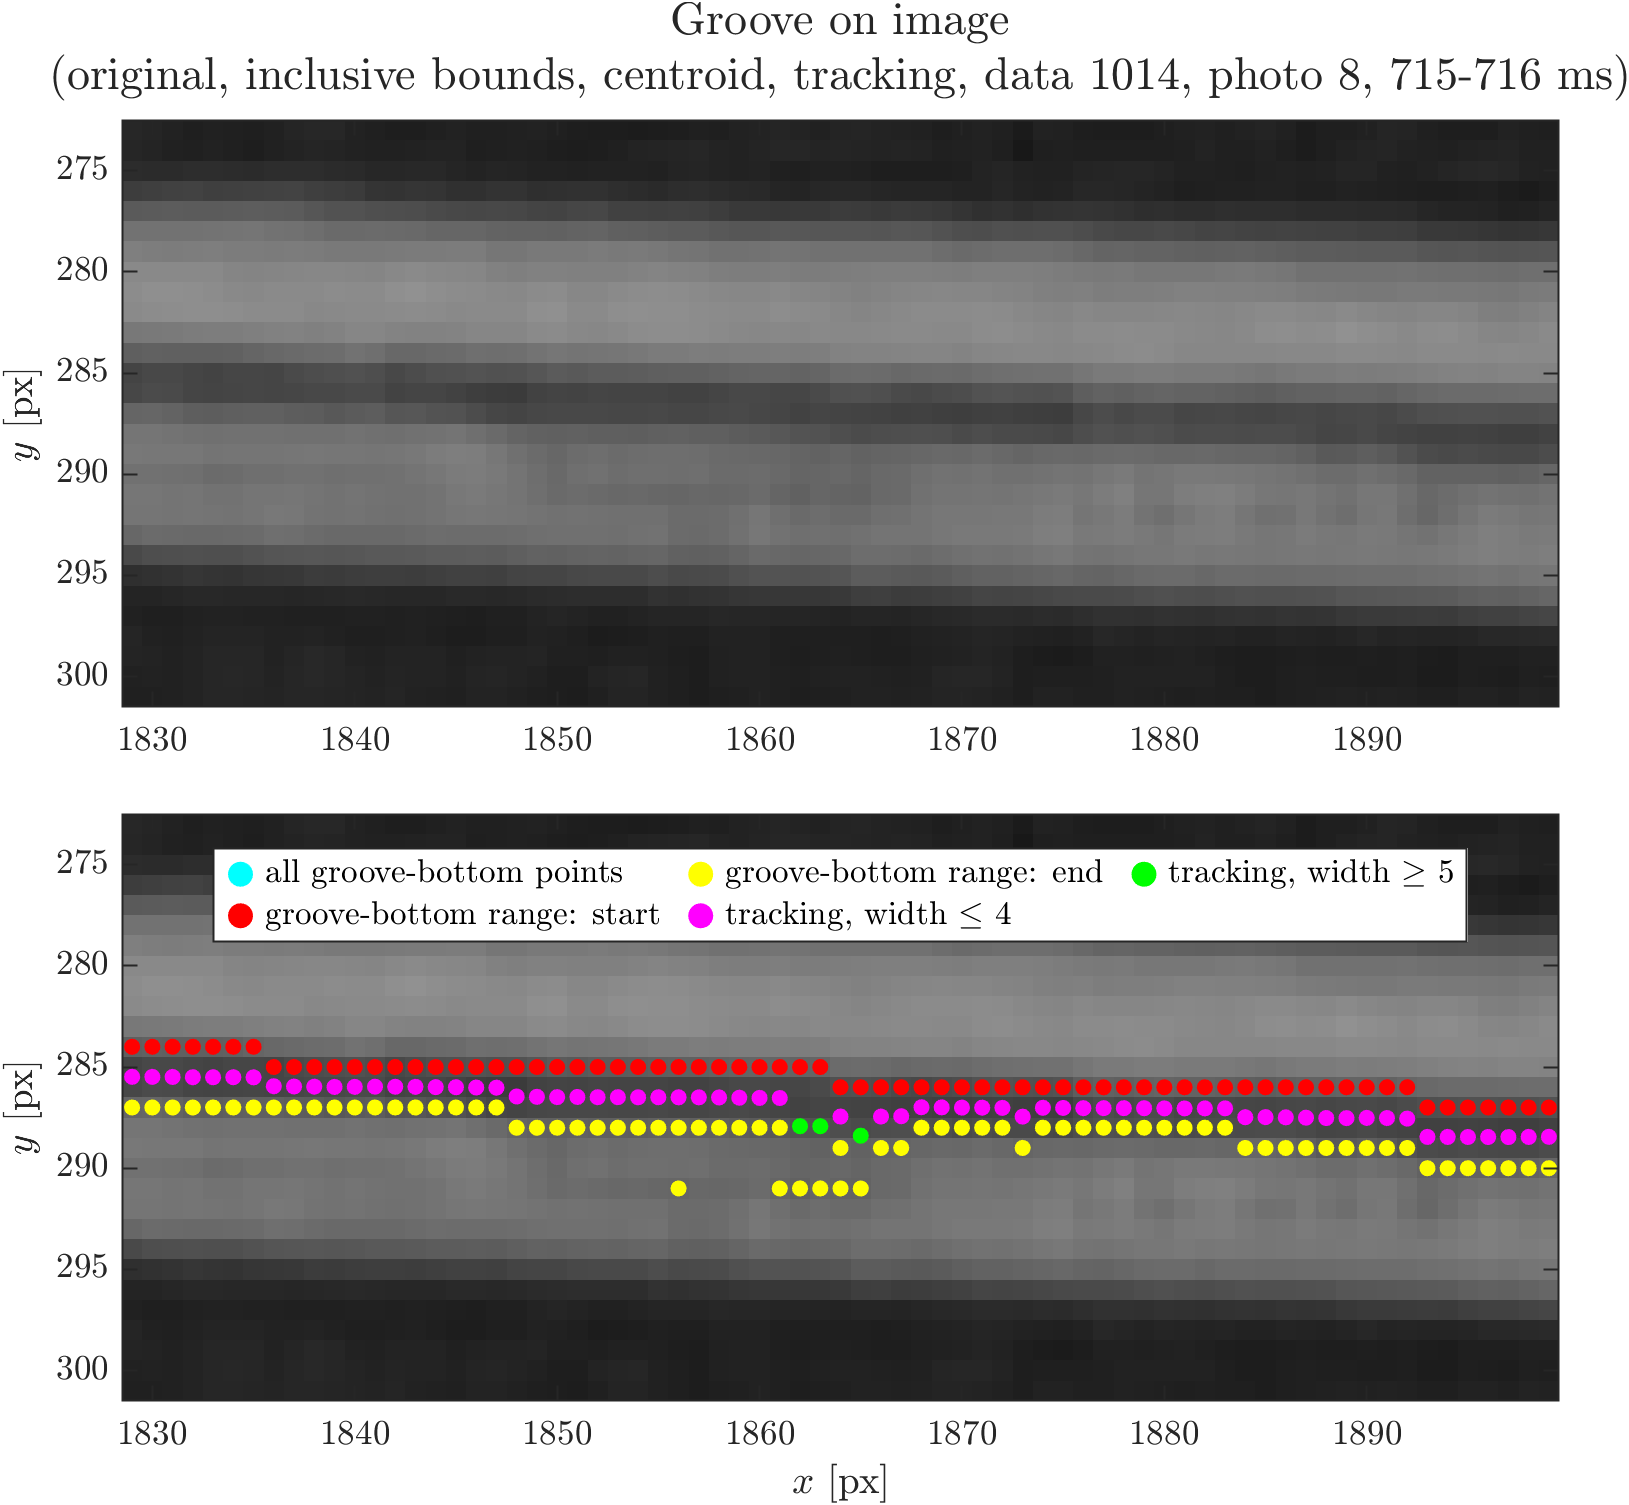 Groove on image
(original, inclusive bounds, centroid, tracking, data 1014, photo 8, 715-716 ms)
275
280
285
290
295
300
y [px]
1830 1840 1850 1860 1870 1880 1890
all groove-bottom points
groove-bottom range: start
groove-bottom range: end
tracking, width ≤ 4
tracking, width ≥ 5
275
280
285
290
295
300
y [px]
1830 1840 1850 1860 1870 1880 1890
x [px]